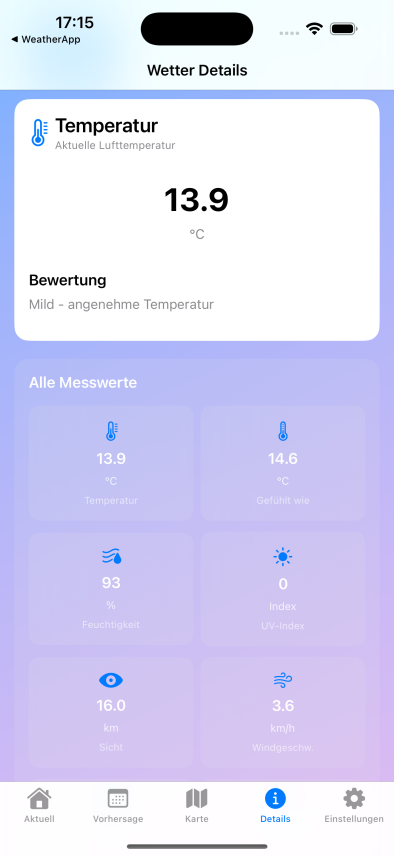 17:15
◀ WeatherApp
Wetter Details
Temperatur
Aktuelle Lufttemperatur
13.9
°C
Bewertung
Mild - angenehme Temperatur
Alle Messwerte
13.9
°C
Temperatur
14.6
°C
Gefühlt wie
93
%
Feuchtigkeit
0
Index
UV-Index
16.0
km
Sicht
3.6
km/h
Windgeschw.
Aktuell
Vorhersage
Karte
Details
Einstellungen